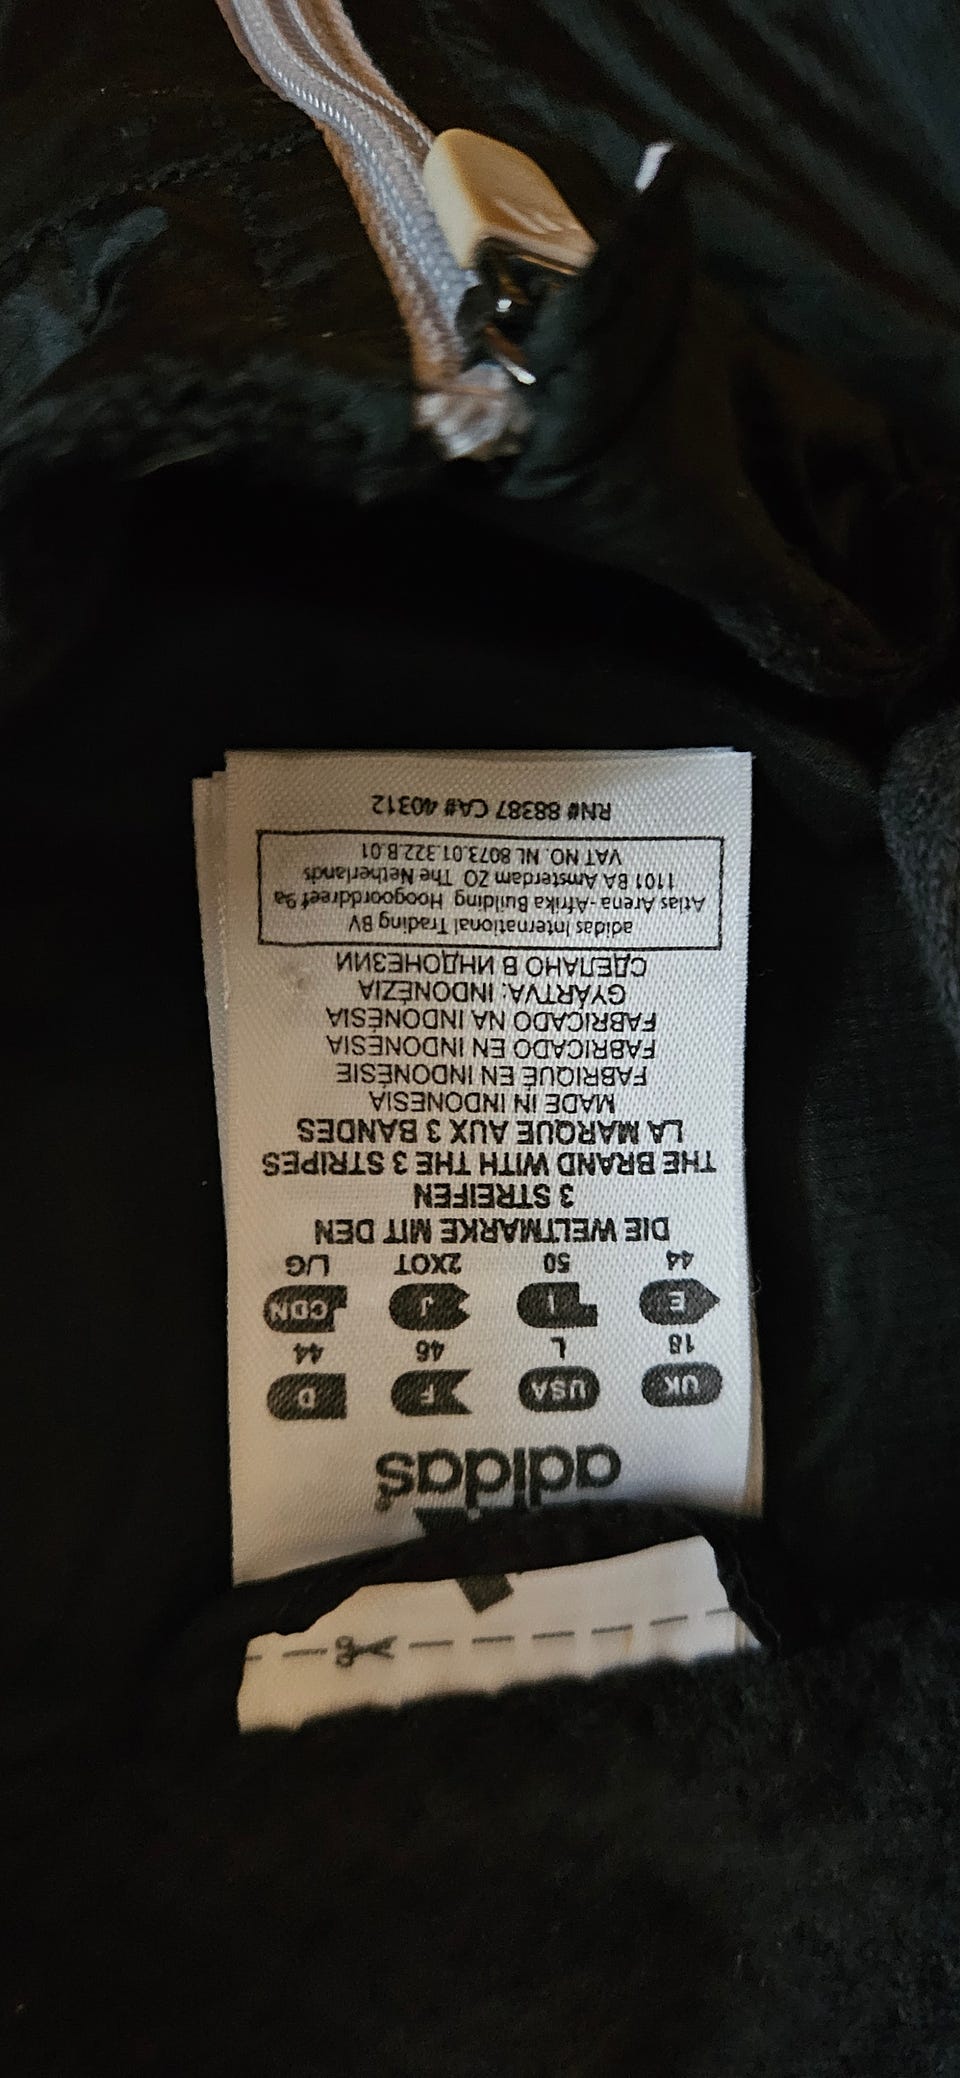 adidas®
UK USA F D
18 L 46 44
E I J CDN
44 50 2XOT L/G
DIE WELTMARKE MIT DEN
3 STREIFEN
THE BRAND WITH THE 3 STRIPES
LA MARQUE AUX 3 BANDES
MADE IN INDONESIA
FABRIQUÉ EN INDONÉSIE
FABRICADO EN INDONÉSIA
FABRICADO NA INDONÉSIA
GYÁRTVA: INDONÉZIA
СДЕЛАНО В ИНДОНЕЗИИ
adidas International Trading BV
Atlas Arena - Afrika Building Hoogoorddreef 9a
1101 BA Amsterdam ZO The Netherlands
VAT NO. NL 8073.01.322.B.01
RN# 88387 CA# 40312